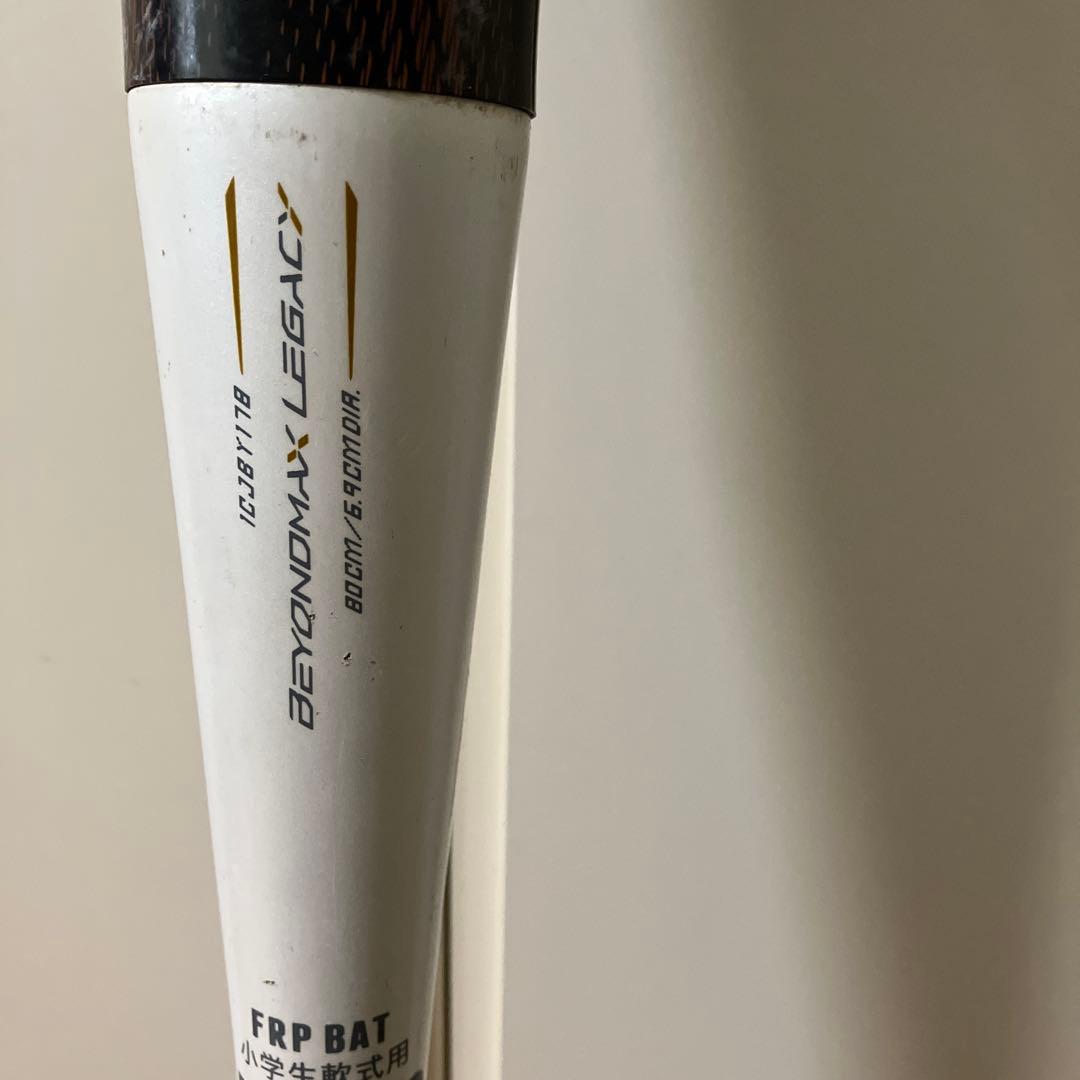 1CJBY178
BEYONDMAX LEGACY
80CM/6.9CMDIA.
FRP BAT
小学生軟式用